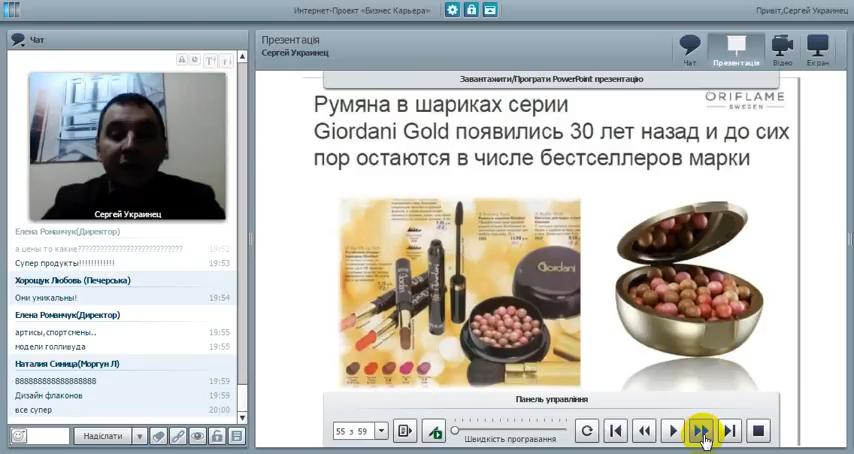 Интернет-Проект «Бизнес Карьера»
Привіт,Сергей Украинец
Чат
Сергей Украинец
Елена Романчук(Директор)
а цены то какие????????????????????????????
19:52
Супер продукты!!!!!!!!!!!!
19:53
Хорощук Любовь (Печерська)
Они уникальны!
19:54
Елена Романчук(Директор)
артисы,спортсмены..
19:55
модели голливуда
19:55
Наталия Синица(Моргун Л)
19:59
Дизайн флаконов
19:59
все супер
20:00
Надіслати
Презентація
Сергей Украинец
Чат
Презентація
Відео
Екран
Завантажити/Програти PowerPoint презентацію
ORIFLAME
SWEDEN
Румяна в шариках серии
Giordani Gold появились 30 лет назад и до сих
пор остаются в числе бестселлеров марки
Giordani
Панель управління
55 з 59
Швидкість програвання